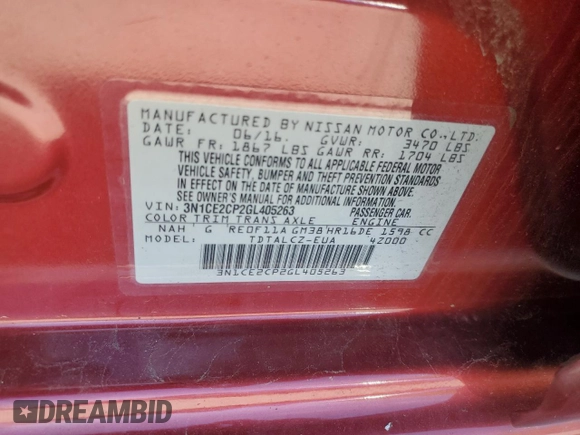 MANUFACTURED BY NISSAN MOTOR CO., LTD.
DATE: 06/16. GVWR: 3470 LBS
GAWR FR: 1867 LBS GAWR RR: 1704 LBS
THIS VEHICLE CONFORMS TO ALL APPLICABLE FEDERAL MOTOR
VEHICLE SAFETY, BUMPER AND THEFT PREVENTION STANDARDS
IN EFFECT ON THE DATE OF MANUFACTURE SHOWN ABOVE.
SEE OWNER'S MANUAL
VIN: 3N1CE2CP2GL405263 PASSENGER CAR.
COLOR TRIM TRANS AXLE ENGINE
NAH G RE0F11A GM38 HR16DE 1598 CC
MODEL: TDTALCZ-EUA 42000
3N1CE2CP2GL405263
DREAMBID